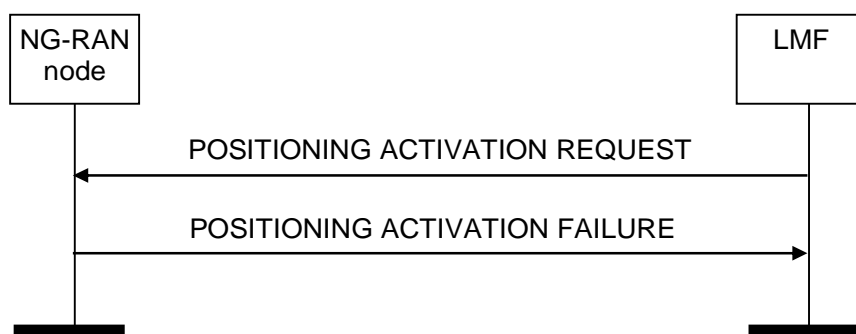 NG-RAN
node
LMF
POSITIONING ACTIVATION REQUEST
POSITIONING ACTIVATION FAILURE